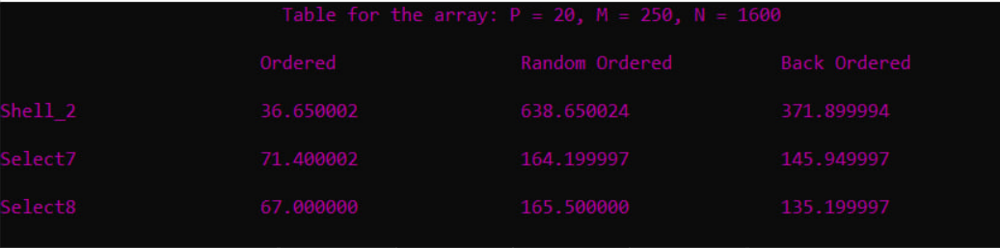 Table for the array: P = 20, M = 250, N = 1600
Ordered Random Ordered Back Ordered
Shell_2 36.650002 638.650024 371.899994
Select7 71.400002 164.199997 145.949997
Select8 67.000000 165.500000 135.199997